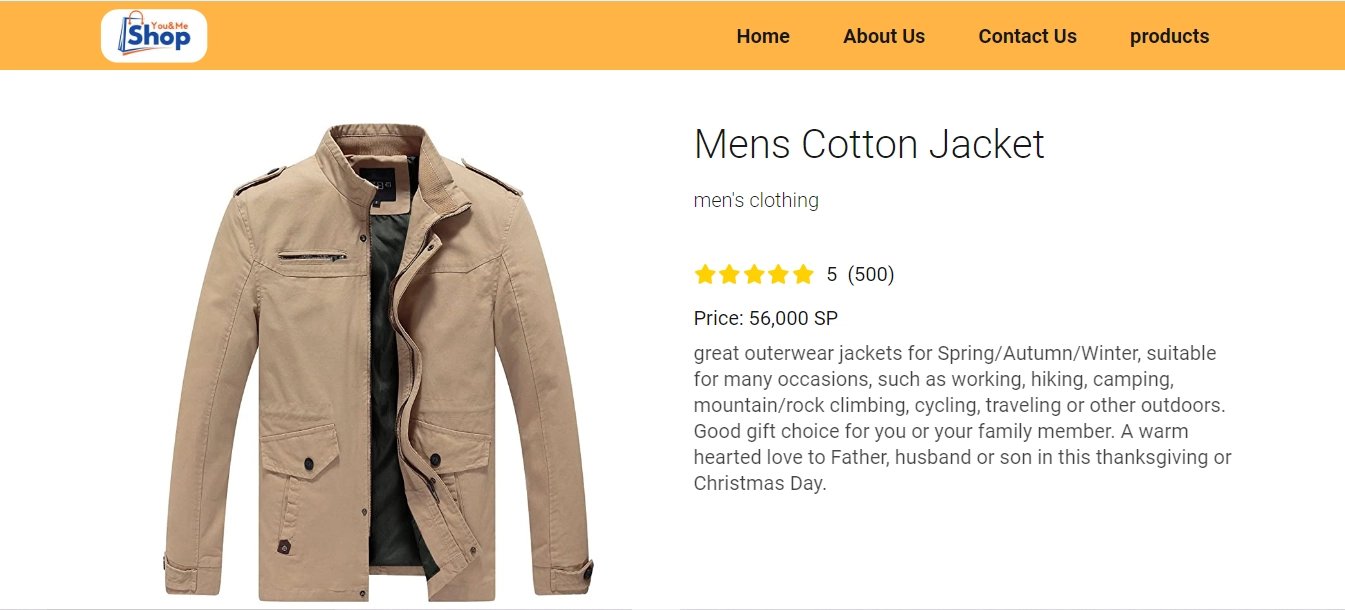 You&Me
Shop
Home
About Us
Contact Us
products
Mens Cotton Jacket
men's clothing
5 (500)
Price: 56,000 SP
great outerwear jackets for Spring/Autumn/Winter, suitable
for many occasions, such as working, hiking, camping,
mountain/rock climbing, cycling, traveling or other outdoors.
Good gift choice for you or your family member. A warm
hearted love to Father, husband or son in this thanksgiving or
Christmas Day.